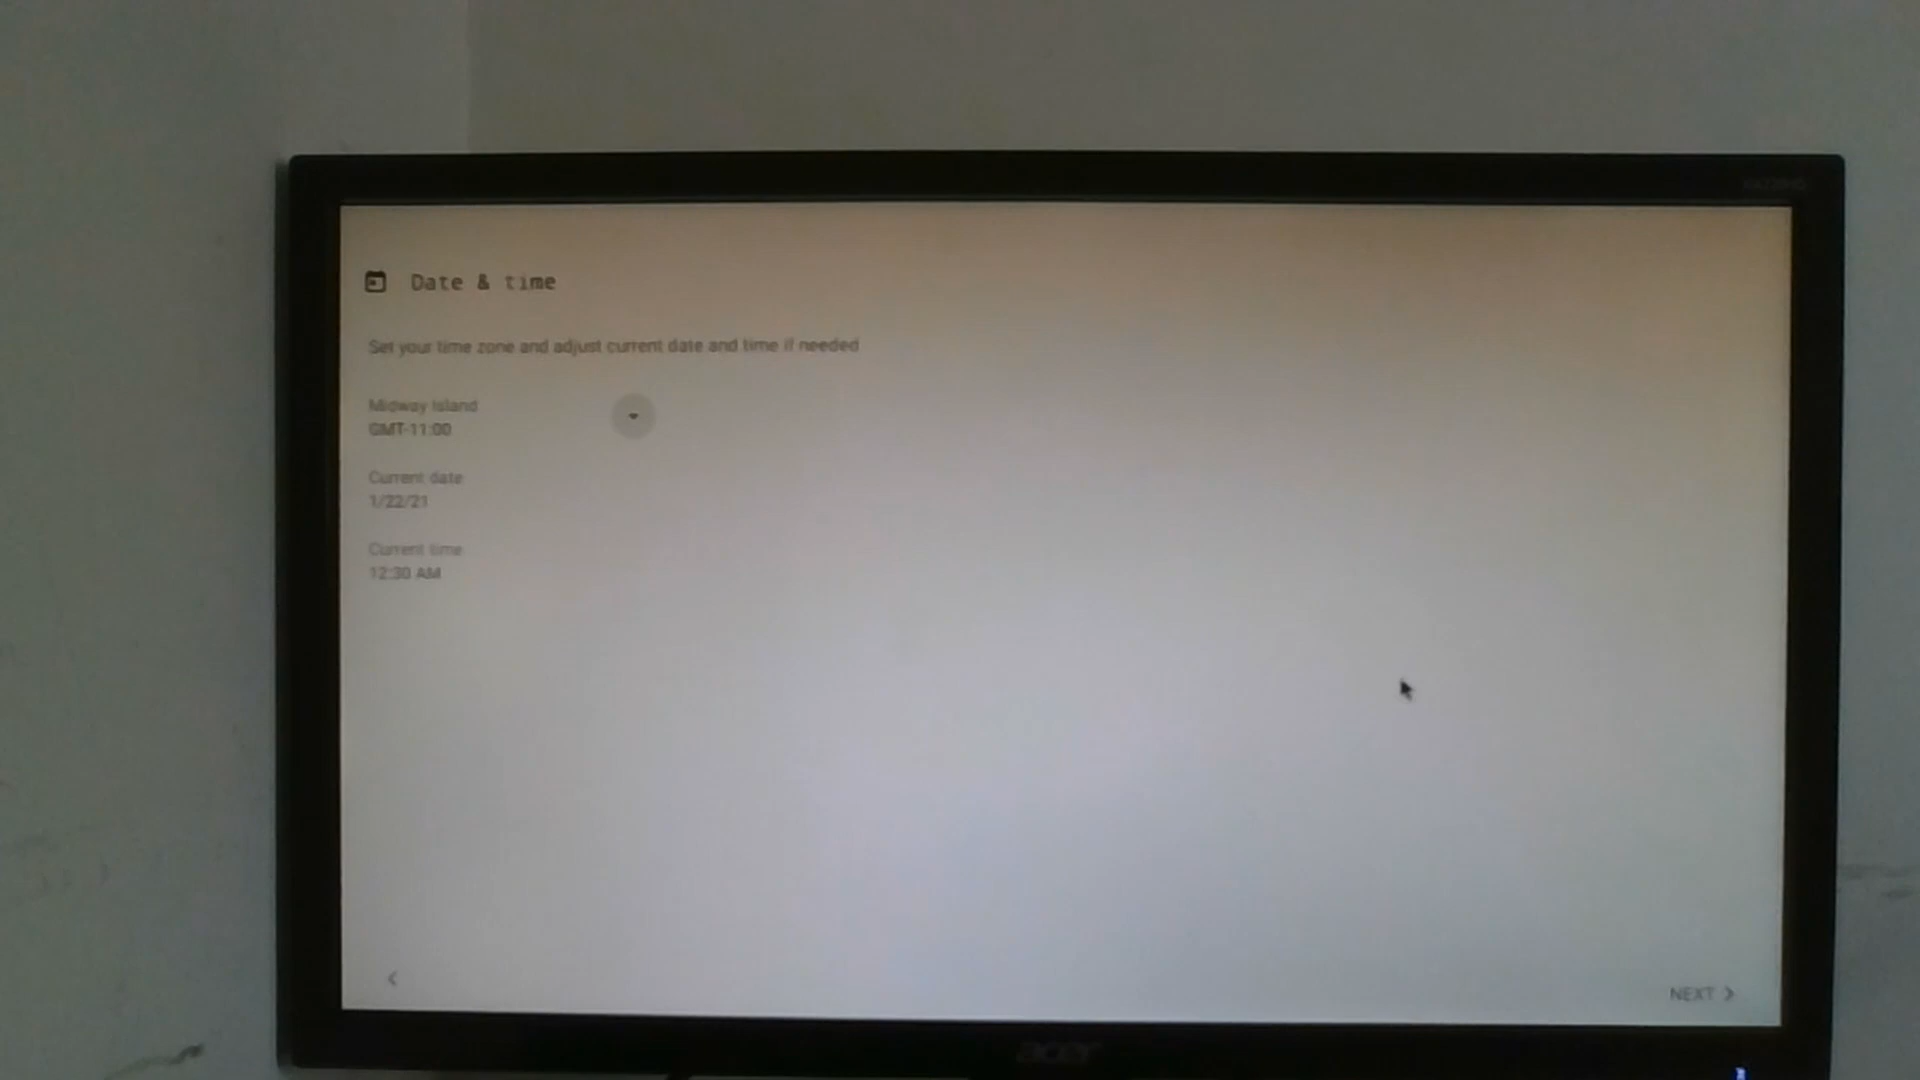 Date & time
Set your time zone and adjust current date and time if needed
Midway Island
GMT-11:00
Current date
1/22/21
Current time
12:30 AM
NEXT
acer